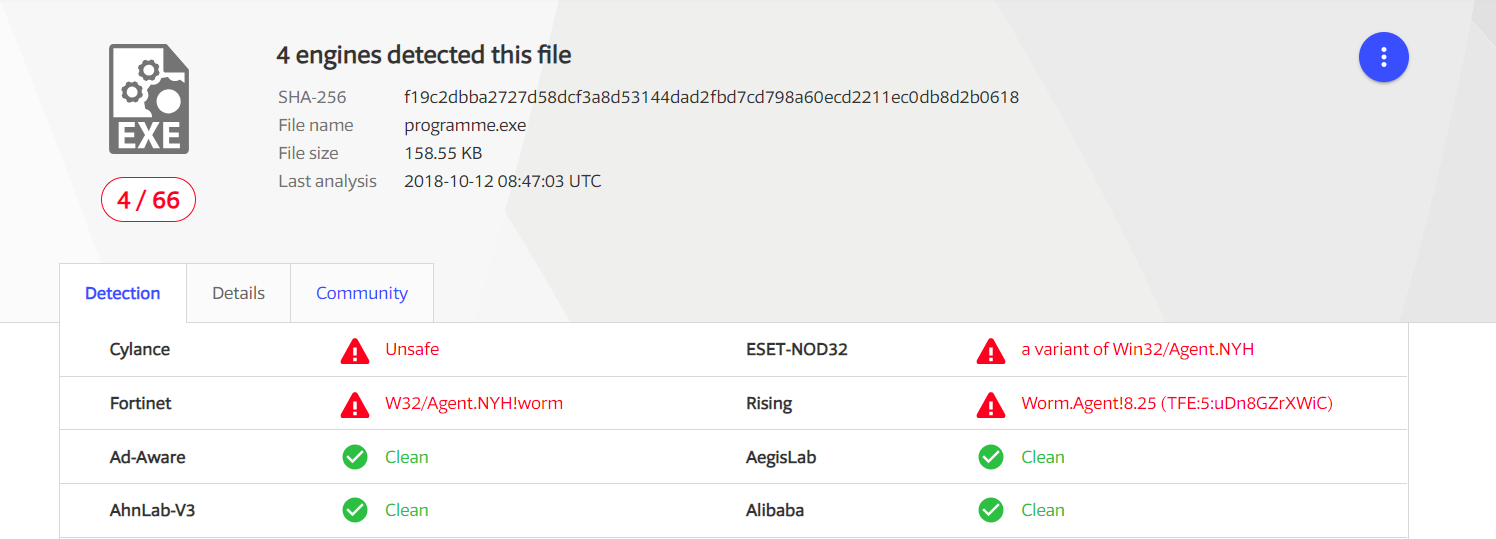 4 engines detected this file
SHA-256 f19c2dbba2727d58dcf3a8d53144dad2fbd7cd798a60ecd2211ec0db8d2b0618
File name programme.exe
File size 158.55 KB
Last analysis 2018-10-12 08:47:03 UTC
EXE
4 / 66
Detection Details Community
Cylance Unsafe ESET-NOD32 a variant of Win32/Agent.NYH
Fortinet W32/Agent.NYH!worm Rising Worm.Agent!8.25 (TFE:5:uDn8GZrXWiC)
Ad-Aware Clean AegisLab Clean
AhnLab-V3 Clean Alibaba Clean